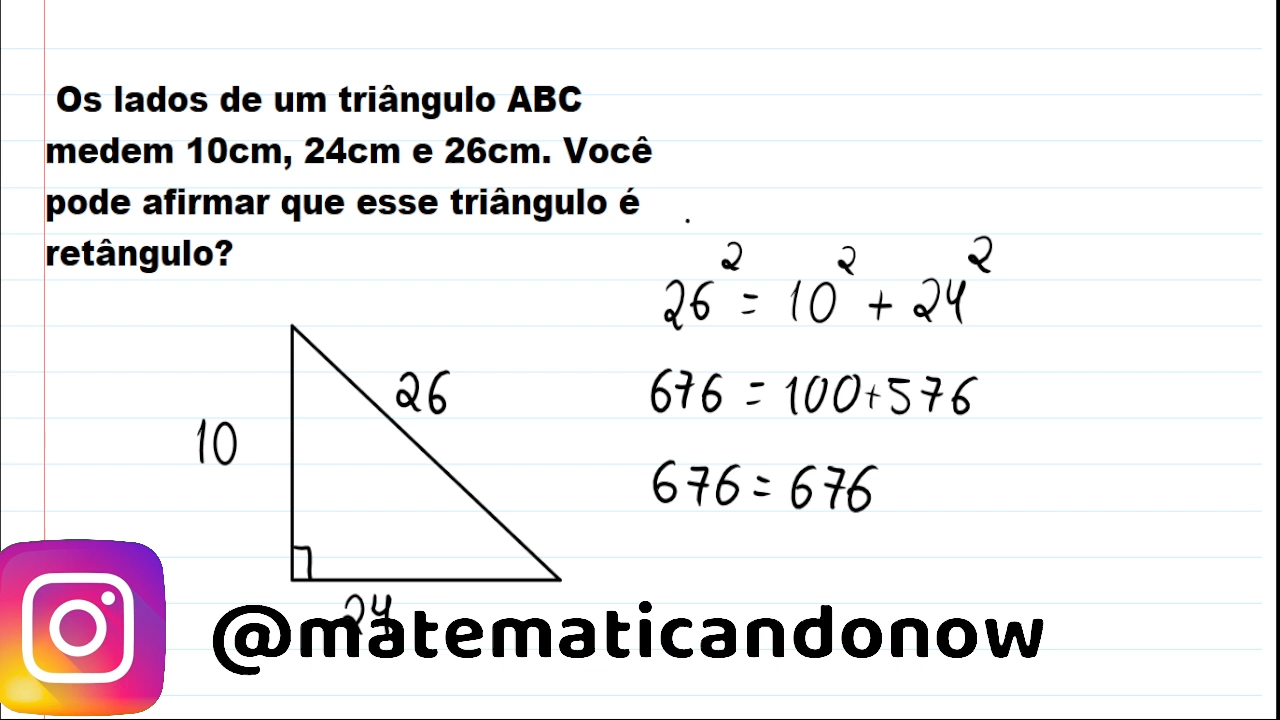 Os lados de um triângulo ABC
medem 10cm, 24cm e 26cm. Você
pode afirmar que esse triângulo é
retângulo?
26² = 10² + 24²
676 = 100+576
676 = 676
26
10
24
@matematicandonow